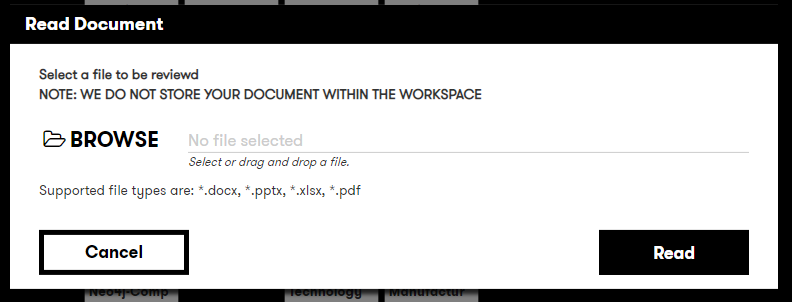 Read Document
Select a file to be reviewd
NOTE: WE DO NOT STORE YOUR DOCUMENT WITHIN THE WORKSPACE
BROWSE No file selected
Select or drag and drop a file.
Supported file types are: *.docx, *.pptx, *.xlsx, *.pdf
Cancel Read
Neo4j-Comp Technology Manufactur